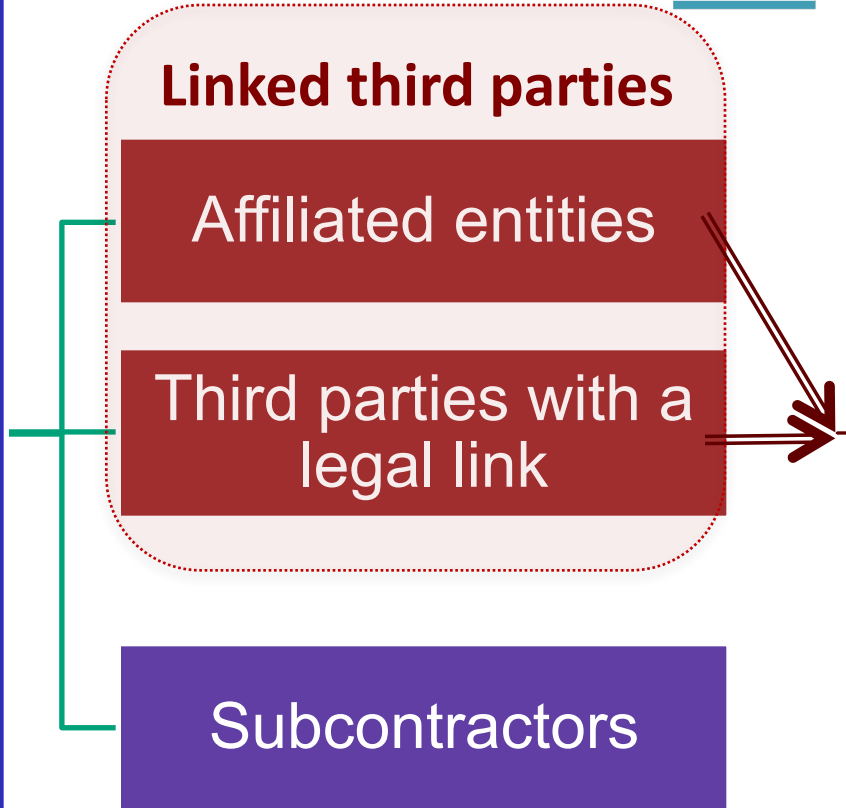 Linked third parties
Affiliated entities
Third parties with a
legal link
Subcontractors